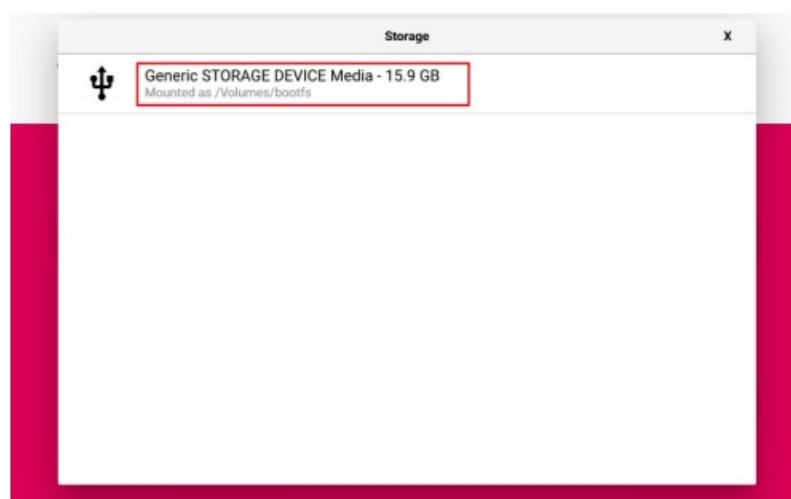 Storage
X
Generic STORAGE DEVICE Media - 15.9 GB
Mounted as /Volumes/bootfs